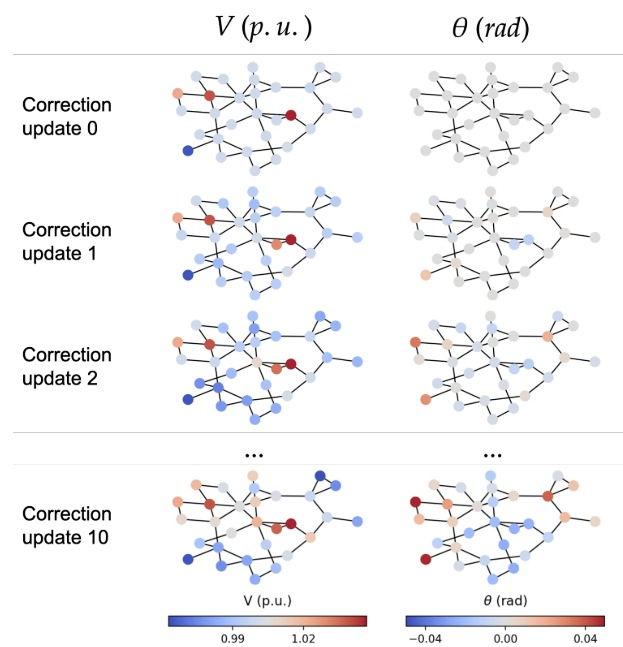 V (p. u. )   θ (rad)
Correction
update 0
Correction
update 1
Correction
update 2
...   ...
Correction
update 10
V (p.u.)   θ (rad)
0.99   1.02   −0.04   0.00   0.04